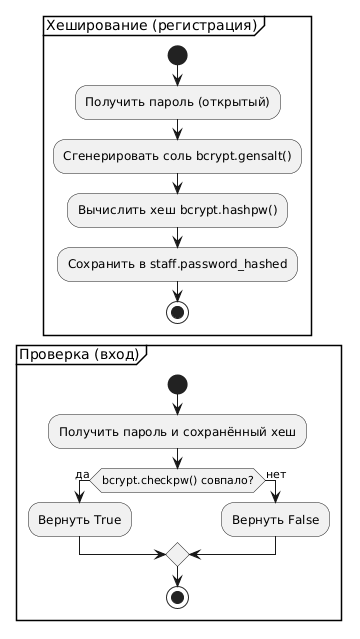 Хеширование (регистрация)
Получить пароль (открытый)
Сгенерировать соль bcrypt.gensalt()
Вычислить хеш bcrypt.hashpw()
Сохранить в staff.password_hashed
Проверка (вход)
Получить пароль и сохранённый хеш
да
bcrypt.checkpw() совпало?
нет
Вернуть True
Вернуть False